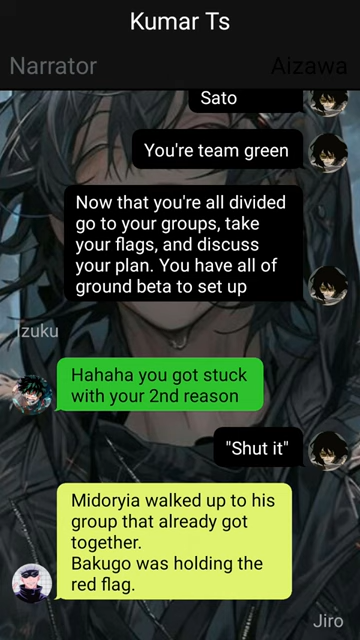 Kumar Ts
Narrator
Aizawa
Sato
You're team green
Now that you're all divided
go to your groups, take
your flags, and discuss
your plan. You have all of
ground beta to set up
Izuku
Hahaha you got stuck
with your 2nd reason
"Shut it"
Midoryia walked up to his
group that already got
together.
Bakugo was holding the
red flag.
Jiro